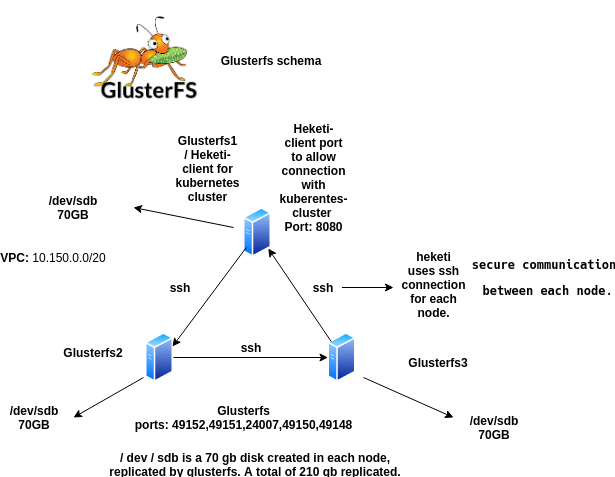 GlusterFS
Glusterfs schema
Glusterfs1
/ Heketi-
client for
kubernetes
cluster
Heketi-
client port
to allow
connection
with
kuberentes-
cluster
Port: 8080
/dev/sdb
70GB
VPC: 10.150.0.0/20
ssh
ssh
heketi
uses ssh
connection
for each
node.
secure communication
between each node.
Glusterfs2
ssh
Glusterfs3
/dev/sdb
70GB
Glusterfs
ports: 49152,49151,24007,49150,49148
/dev/sdb
70GB
/ dev / sdb is a 70 gb disk created in each node,
replicated by glusterfs. A total of 210 gb replicated.